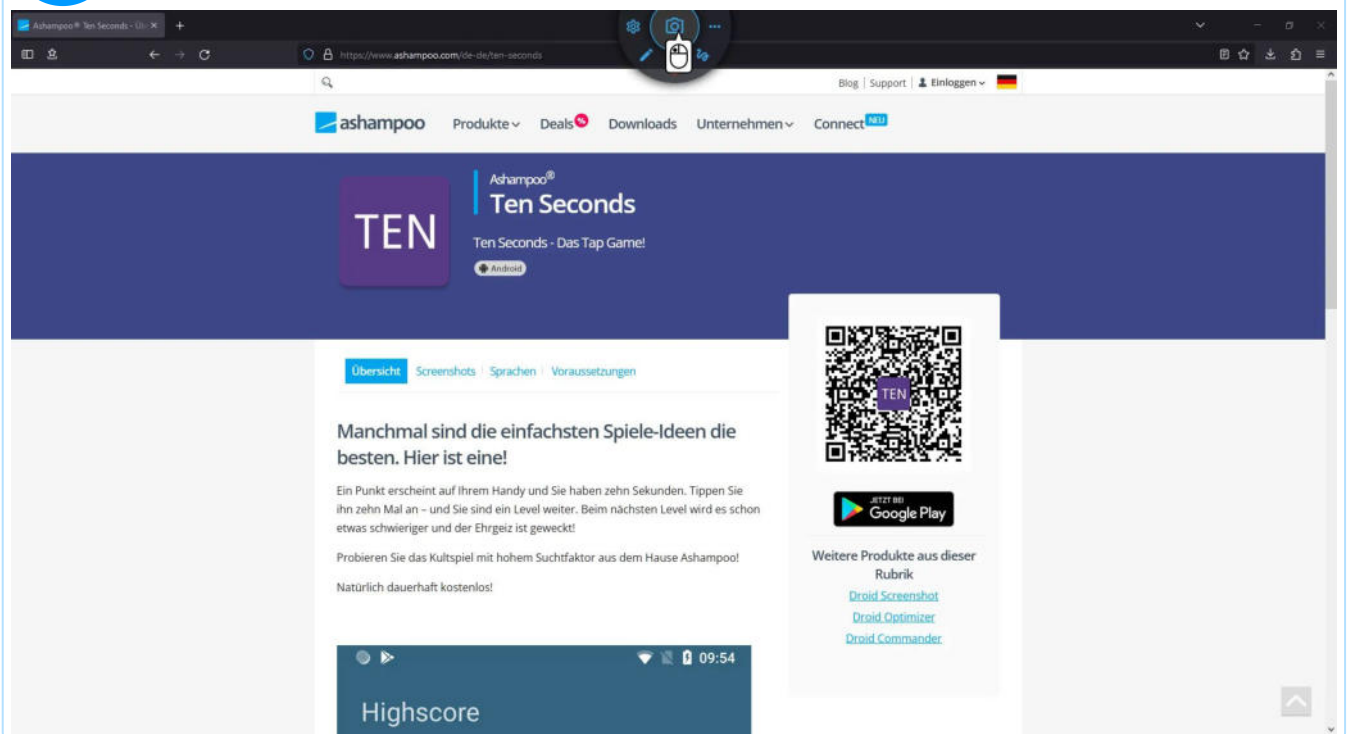 Ashampoo® Ten Seconds - Üb
https://www.ashampoo.com/de-de/ten-seconds
Blog | Support | Einloggen
ashampoo Produkte Deals % Downloads Unternehmen Connect NEU
Ashampoo®
Ten Seconds
TEN
Ten Seconds - Das Tap Game!
Android
Übersicht Screenshots Sprachen Voraussetzungen
Manchmal sind die einfachsten Spiele-Ideen die
besten. Hier ist eine!
Ein Punkt erscheint auf Ihrem Handy und Sie haben zehn Sekunden. Tippen Sie
ihn zehn Mal an – und Sie sind ein Level weiter. Beim nächsten Level wird es schon
etwas schwieriger und der Ehrgeiz ist geweckt!
Probieren Sie das Kultspiel mit hohem Suchtfaktor aus dem Hause Ashampoo!
Natürlich dauerhaft kostenlos!
09:54
Highscore
TEN
JETZT BEI
Google Play
Weitere Produkte aus dieser
Rubrik
Droid Screenshot
Droid Optimizer
Droid Commander